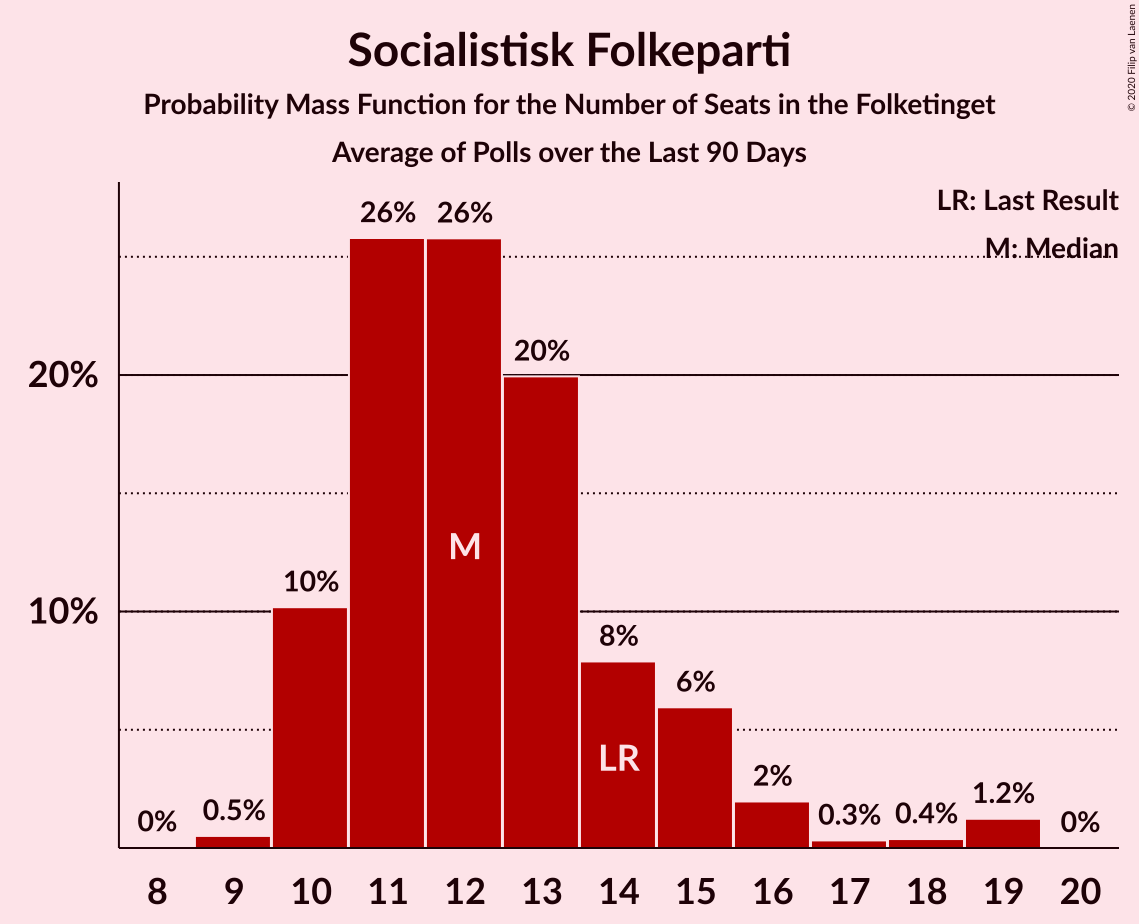 Socialistisk Folkeparti
Probability Mass Function for the Number of Seats in the Folketinget
Average of Polls over the Last 90 Days
© 2020 Filip van Laenen
LR: Last Result
M: Median
26% 26%
20%
20%
10%
10%
8%
6%
2%
0% 0.5% 0.3% 0.4% 1.2% 0%
M
LR
8 9 10 11 12 13 14 15 16 17 18 19 20